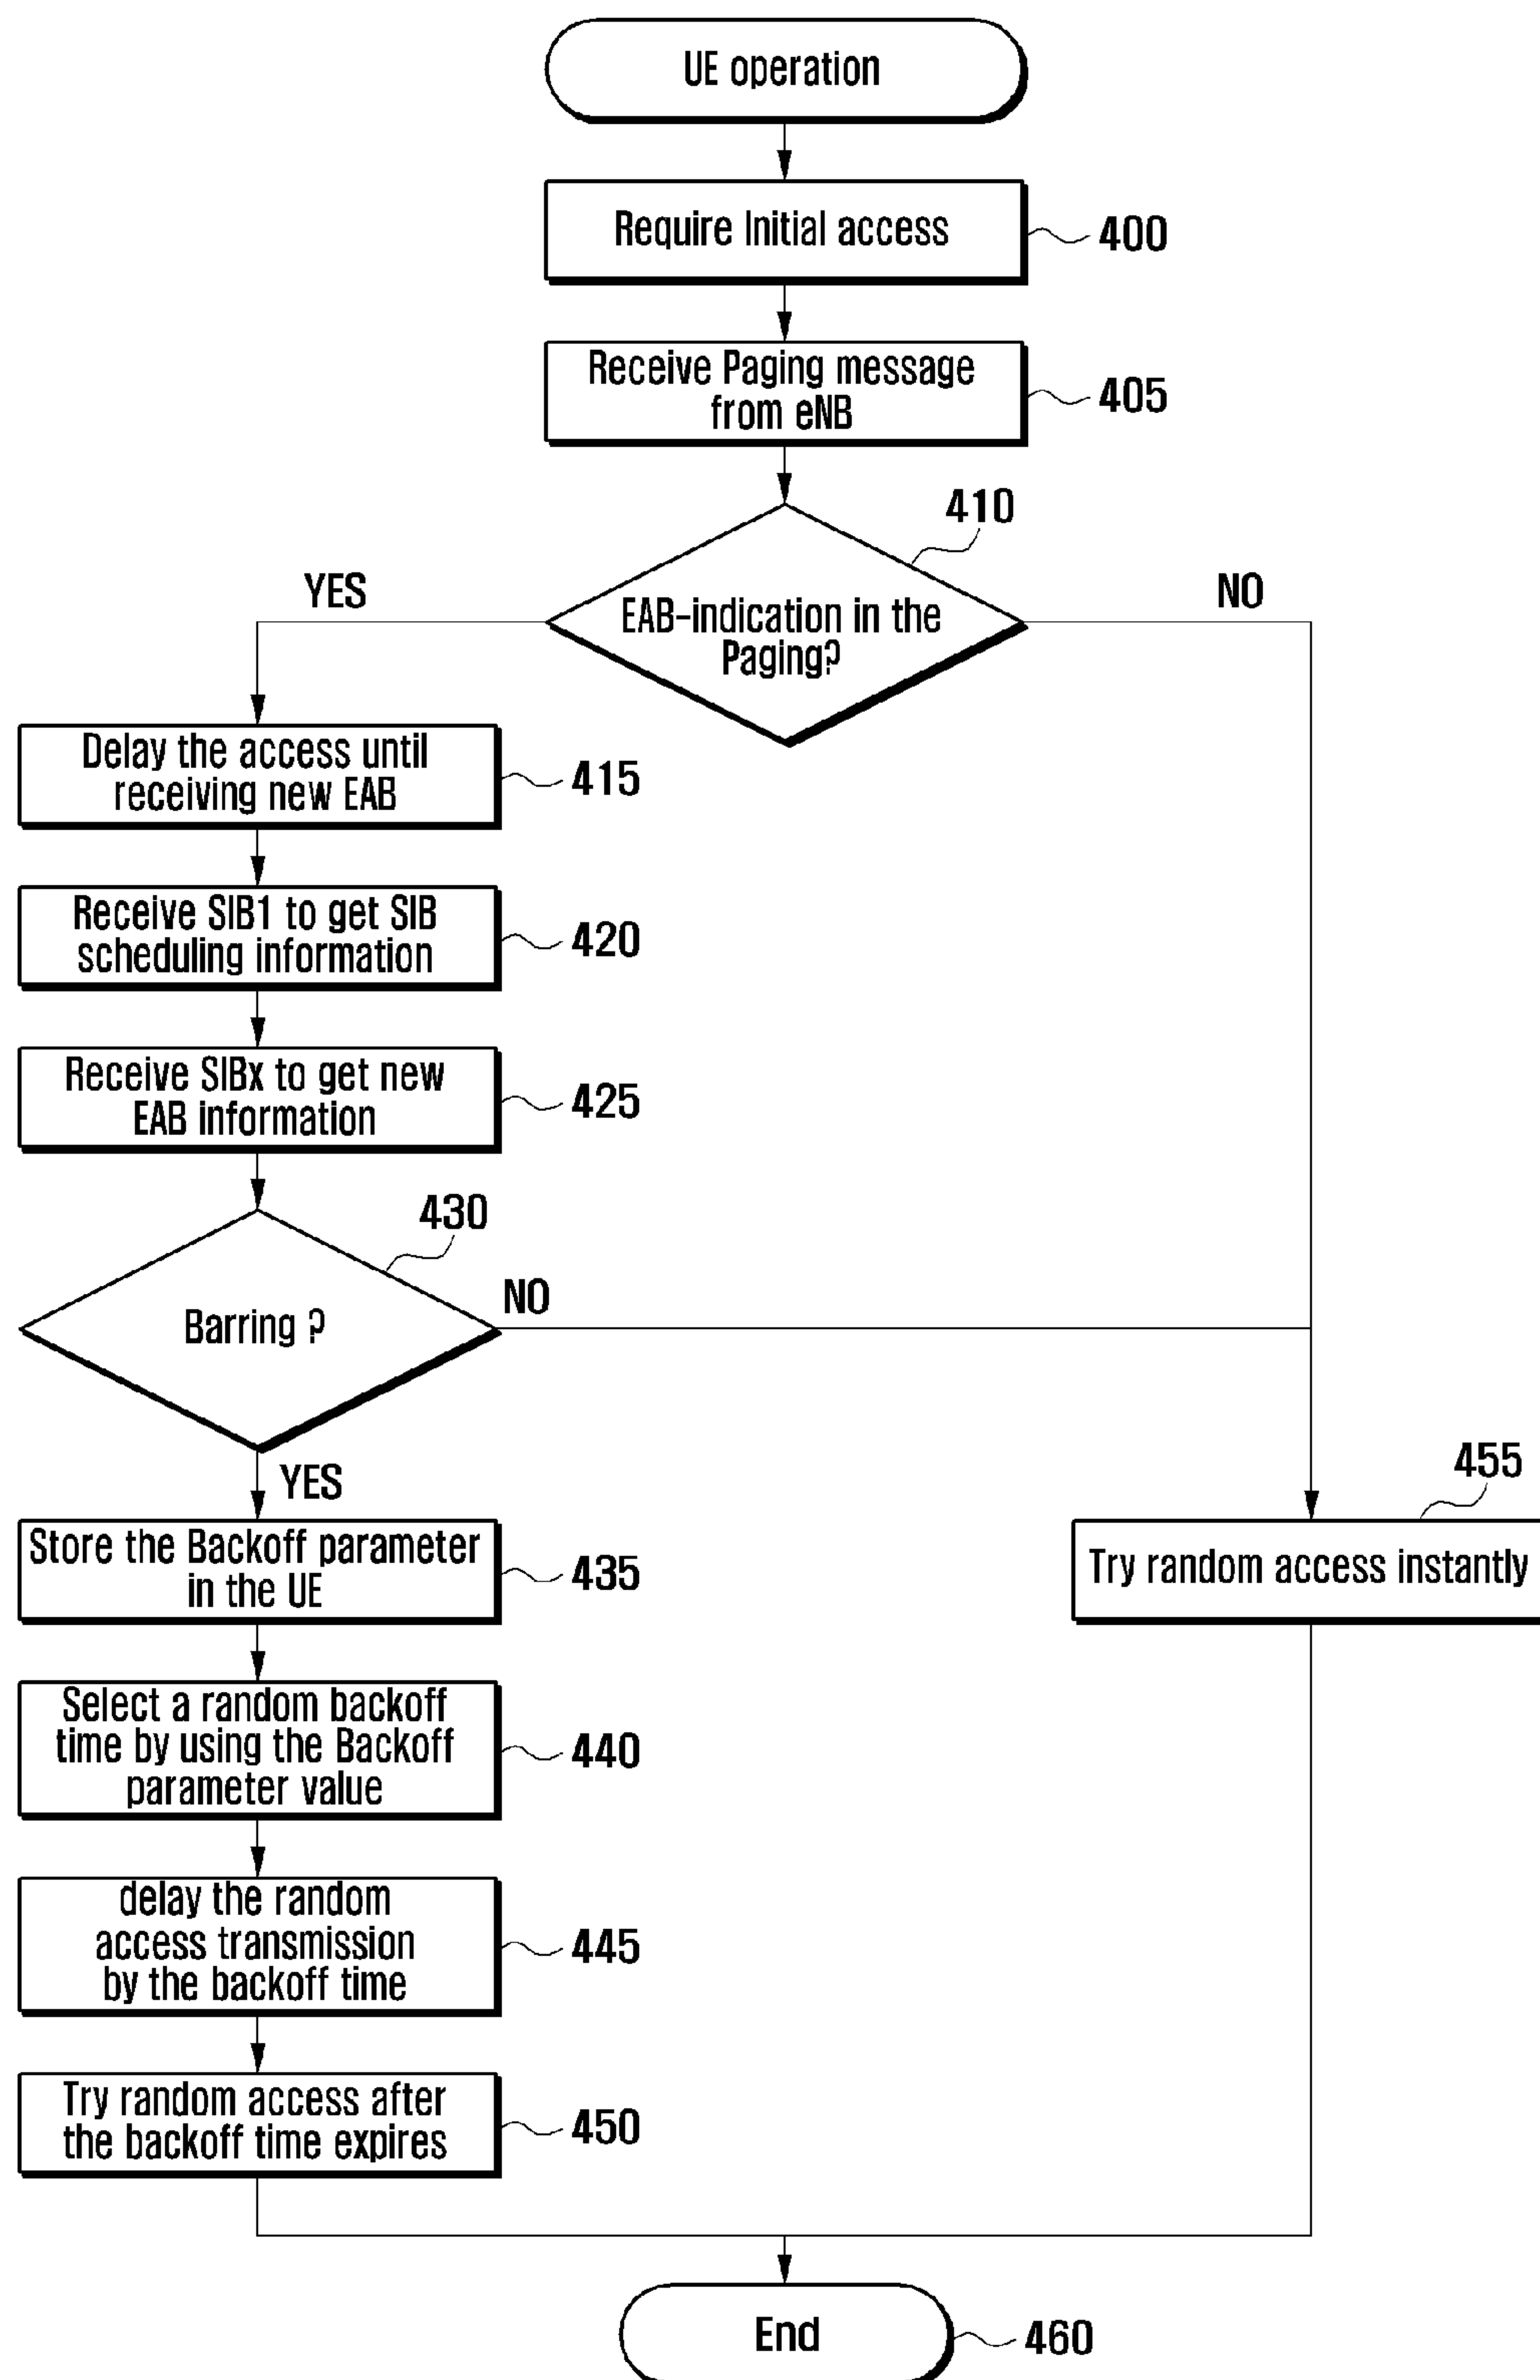 UE operation
Require Initial access
400
Receive Paging message
from eNB
405
410
YES
EAB-indication in the
Paging?
NO
Delay the access until
receiving new EAB
415
Receive SIB1 to get SIB
scheduling information
420
Receive SIBx to get new
EAB information
425
430
Barring ?
NO
YES
455
Store the Backoff parameter
in the UE
435
Try random access instantly
Select a random backoff
time by using the Backoff
parameter value
440
delay the random
access transmission
by the backoff time
445
Try random access after
the backoff time expires
450
End
460